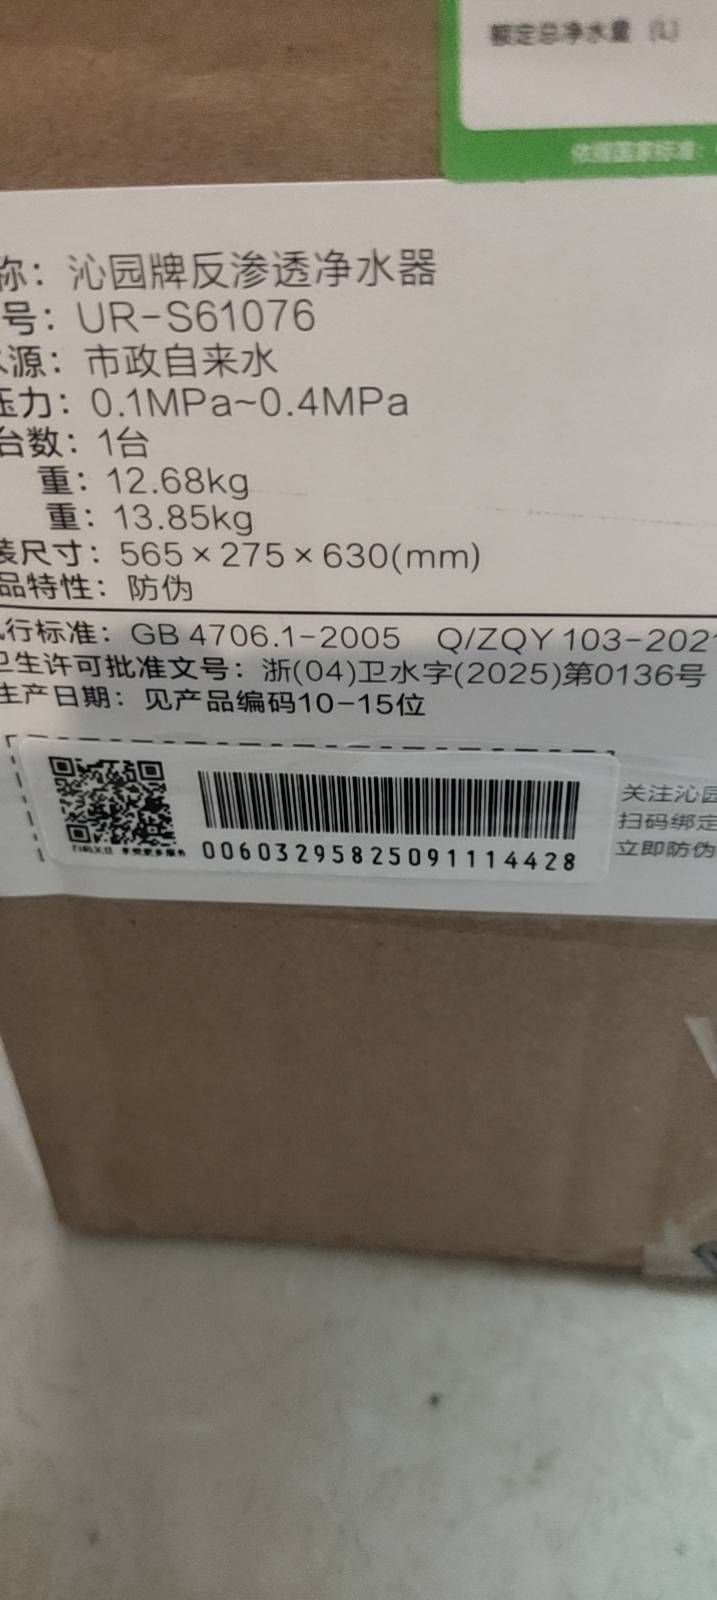 额定总净水量 (L)
依据国家标准:
称：沁园牌反渗透净水器
号：UR-S61076
源：市政自来水
压力：0.1MPa~0.4MPa
台数：1台
重：12.68kg
重：13.85kg
装尺寸：565×275×630(mm)
品特性：防伪
行标准：GB 4706.1-2005 Q/ZQY 103-2021
卫生许可批准文号：浙(04)卫水字(2025)第0136号
生产日期：见产品编码10-15位
关注沁园
扫码绑定
立即防伪
00603295825091114428